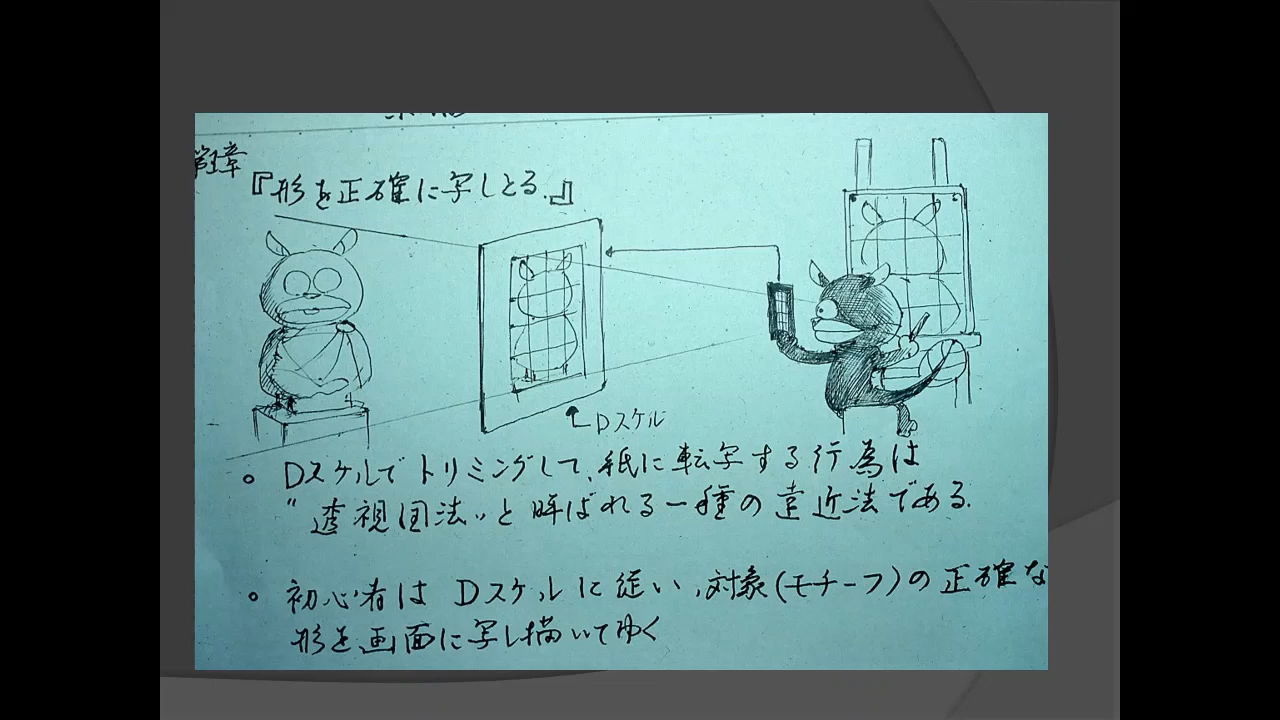 『形を正確に写しとる.』
Dスケル
。Dスケルでトリミングして、紙に転写する行為は
"透視図法"と呼ばれる一種の遠近法である.
。初心者は Dスケルに従い、対象(モチーフ)の正確な
形を画面に写し描いてゆく